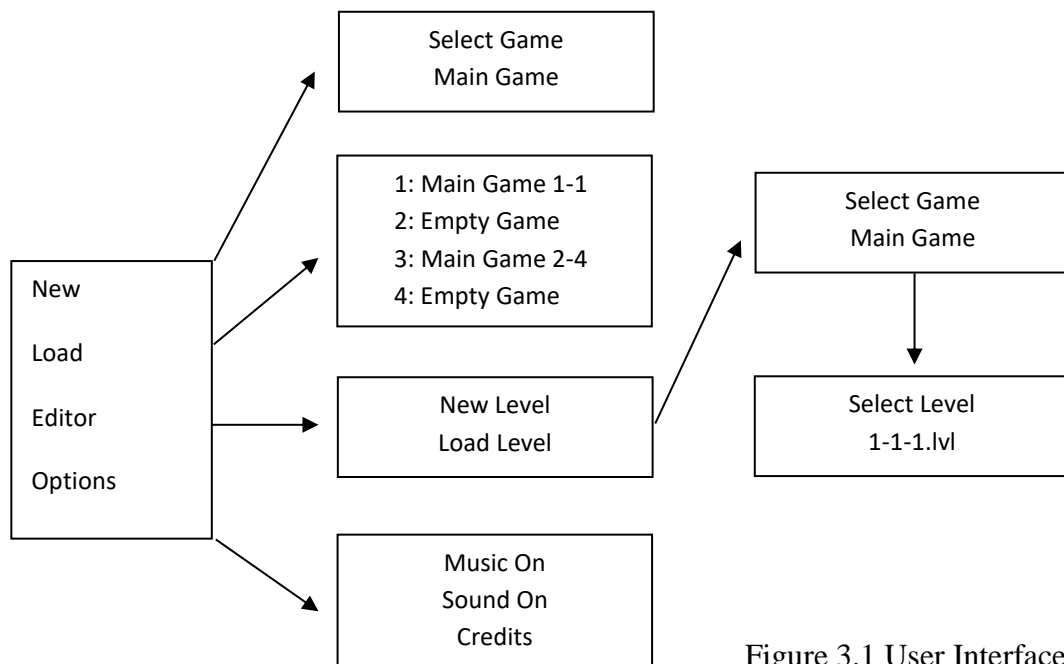 Select Game
Main Game
1: Main Game 1-1
2: Empty Game
3: Main Game 2-4
4: Empty Game
Select Game
Main Game
New
Load
Editor
Options
New Level
Load Level
Select Level
1-1-1.lvl
Music On
Sound On
Credits
Figure 3.1 User Interface